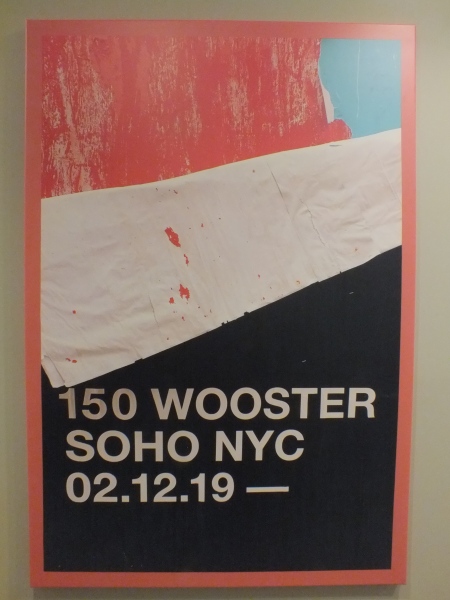 150 WOOSTER
SOHO NYC
02.12.19 —